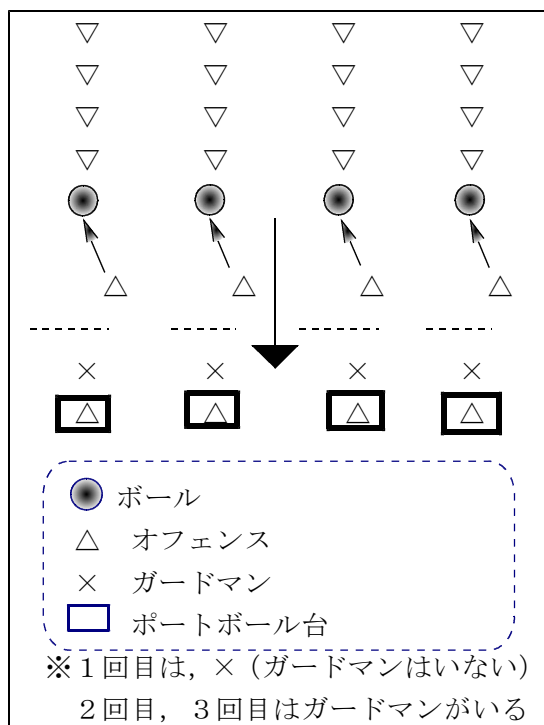 ボール
△ オフェンス
× ガードマン
ポートボール台
※1回目は,×(ガードマンはいない)
2回目,3回目はガードマンがいる